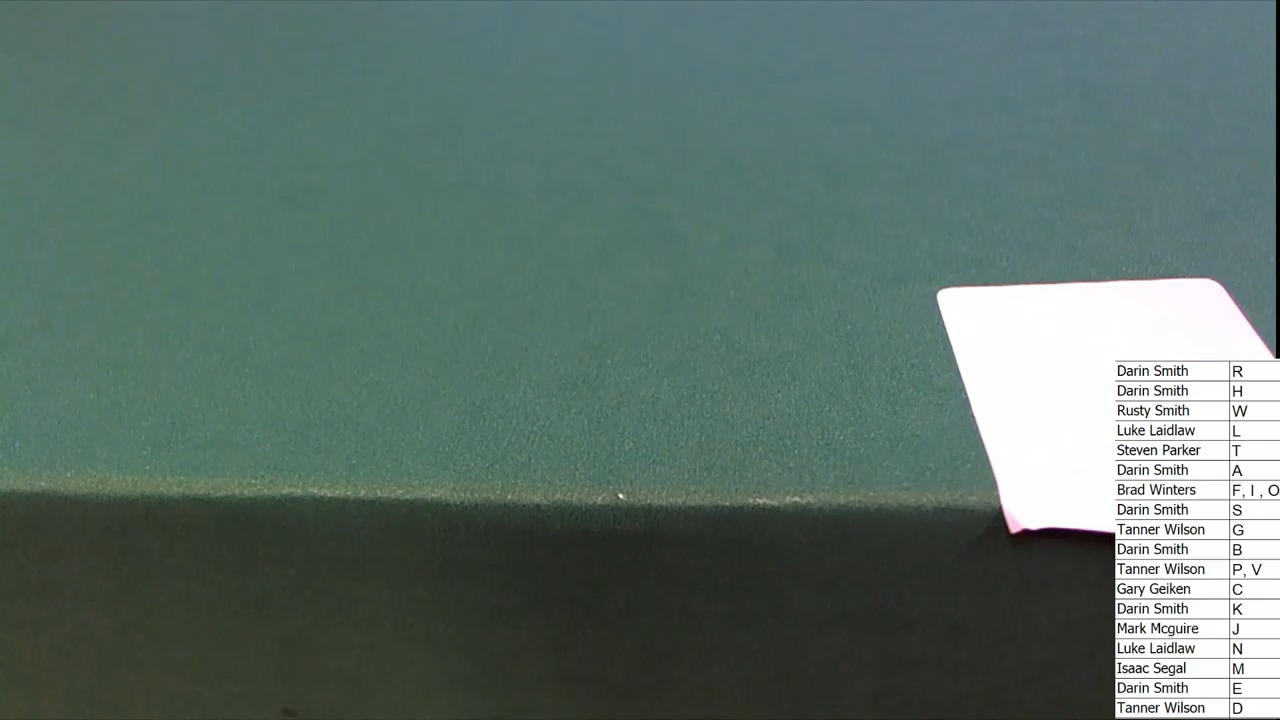 Darin Smith R
Darin Smith H
Rusty Smith W
Luke Laidlaw L
Steven Parker T
Darin Smith A
Brad Winters F, I , O
Darin Smith S
Tanner Wilson G
Darin Smith B
Tanner Wilson P, V
Gary Geiken C
Darin Smith K
Mark Mcguire J
Luke Laidlaw N
Isaac Segal M
Darin Smith E
Tanner Wilson D